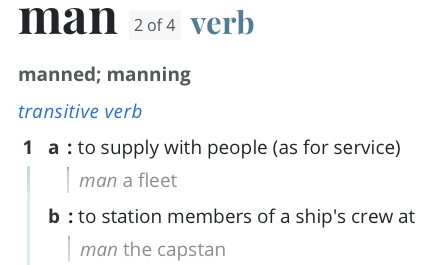 man 2 of 4 verb
manned; manning
transitive verb
1 a : to supply with people (as for service)
man a fleet
b : to station members of a ship's crew at
man the capstan